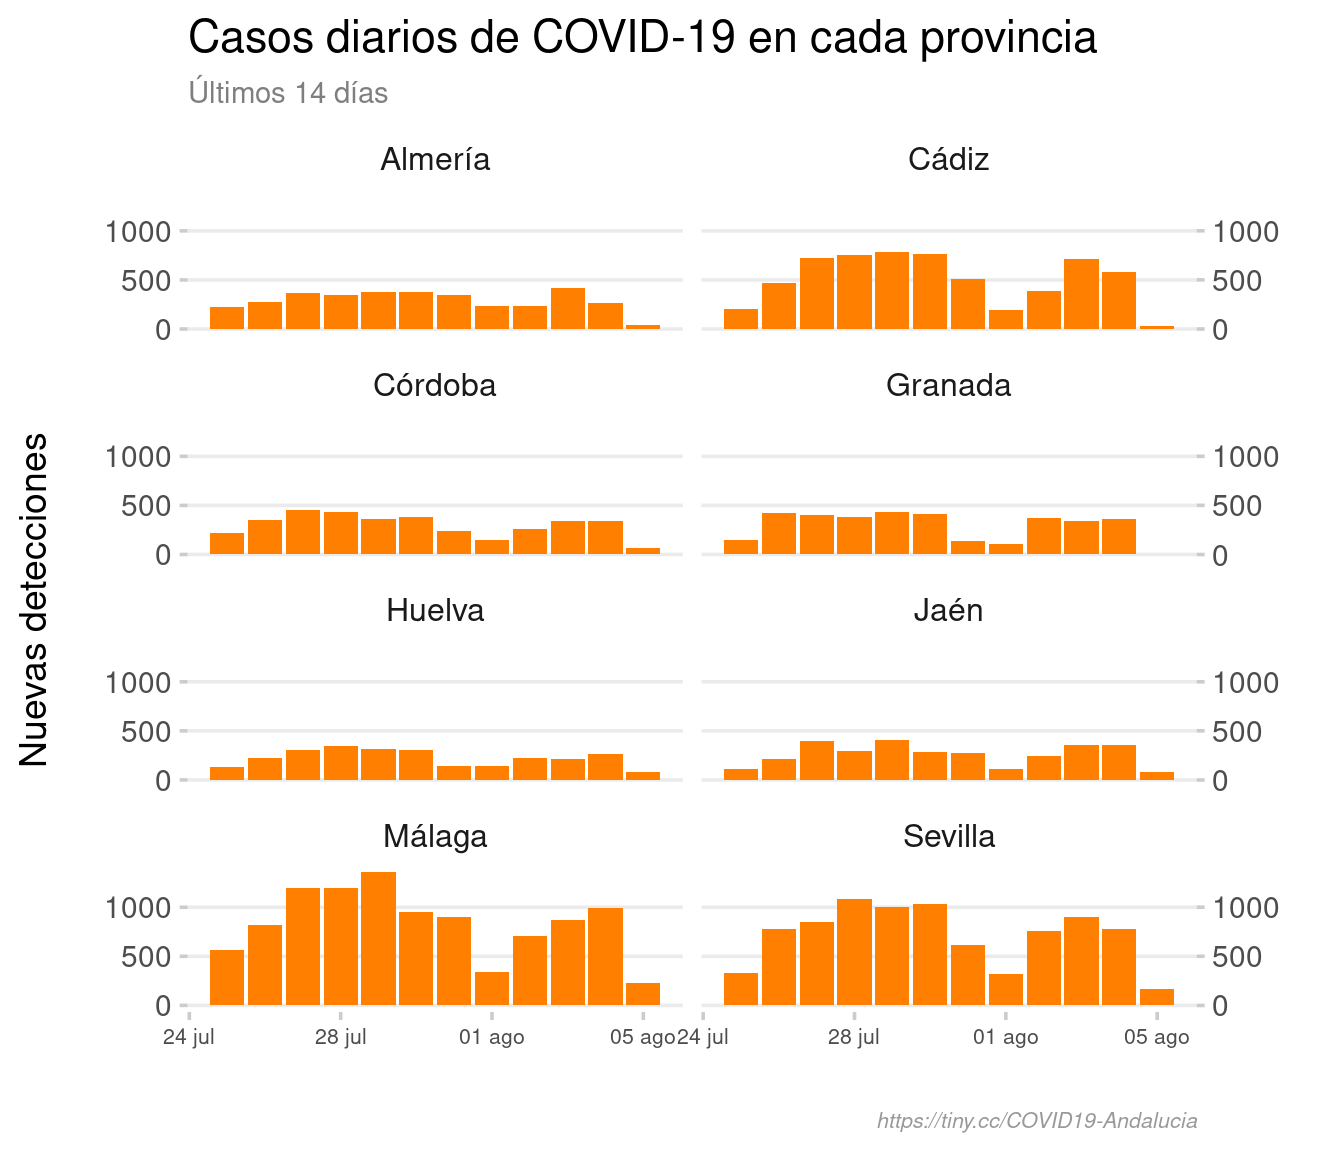 Casos diarios de COVID-19 en cada provincia
Últimos 14 días
Almería
Cádiz
1000
500
0
1000
500
0
Córdoba
Granada
1000
500
0
1000
500
0
Nuevas detecciones
Huelva
Jaén
1000
500
0
1000
500
0
Málaga
Sevilla
1000
500
0
1000
500
0
24 jul 28 jul 01 ago 05 ago
24 jul 28 jul 01 ago 05 ago
https://tiny.cc/COVID19-Andalucia